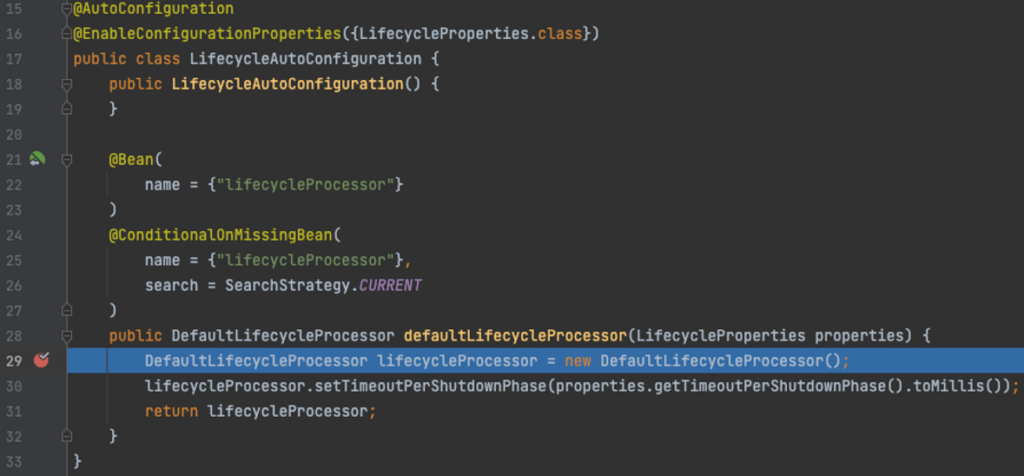 15 @AutoConfiguration
16 @EnableConfigurationProperties({LifecycleProperties.class})
17 public class LifecycleAutoConfiguration {
18     public LifecycleAutoConfiguration() {
19     }
20
21     @Bean(
22         name = {"lifecycleProcessor"}
23     )
24     @ConditionalOnMissingBean(
25         name = {"lifecycleProcessor"},
26         search = SearchStrategy.CURRENT
27     )
28     public DefaultLifecycleProcessor defaultLifecycleProcessor(LifecycleProperties properties) {
29         DefaultLifecycleProcessor lifecycleProcessor = new DefaultLifecycleProcessor();
30         lifecycleProcessor.setTimeoutPerShutdownPhase(properties.getTimeoutPerShutdownPhase().toMillis());
31         return lifecycleProcessor;
32     }
33 }